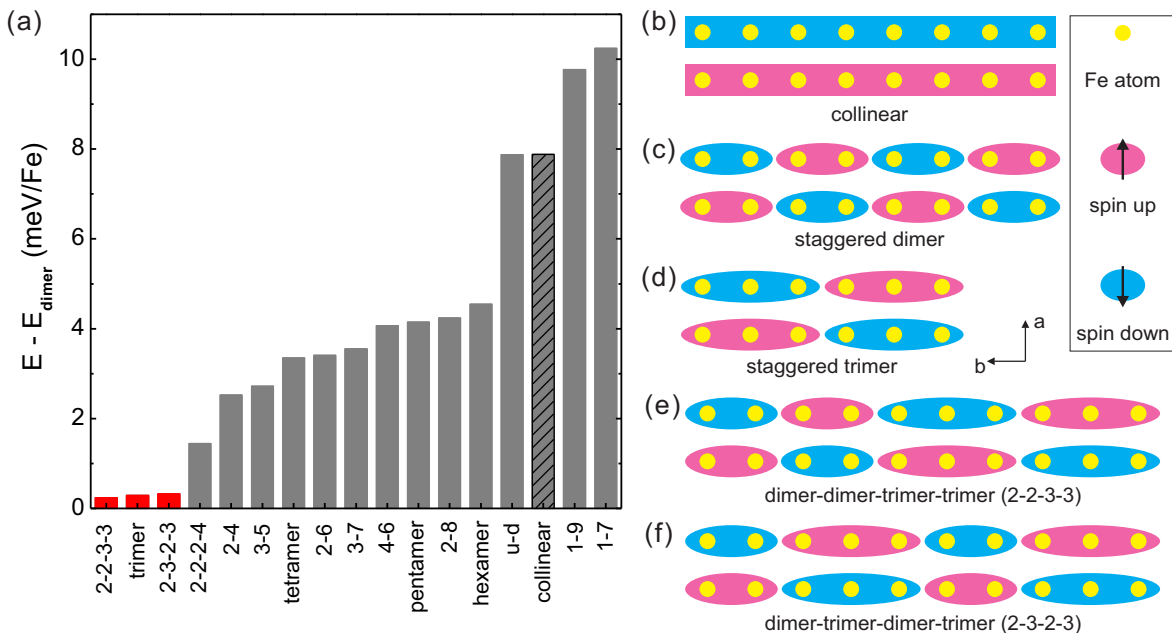 (a)
E - E dimer (meV/Fe)
10
8
6
4
2
0
2-2-3-3
trimer
2-3-2-3
2-2-2-4
2-4
3-5
tetramer
2-6
3-7
4-6
pentamer
2-8
hexamer
u-d
collinear
1-9
1-7
(b)
collinear
(c)
staggered dimer
(d)
staggered trimer
a
b
(e)
dimer-dimer-trimer-trimer (2-2-3-3)
(f)
dimer-trimer-dimer-trimer (2-3-2-3)
Fe atom
spin up
spin down